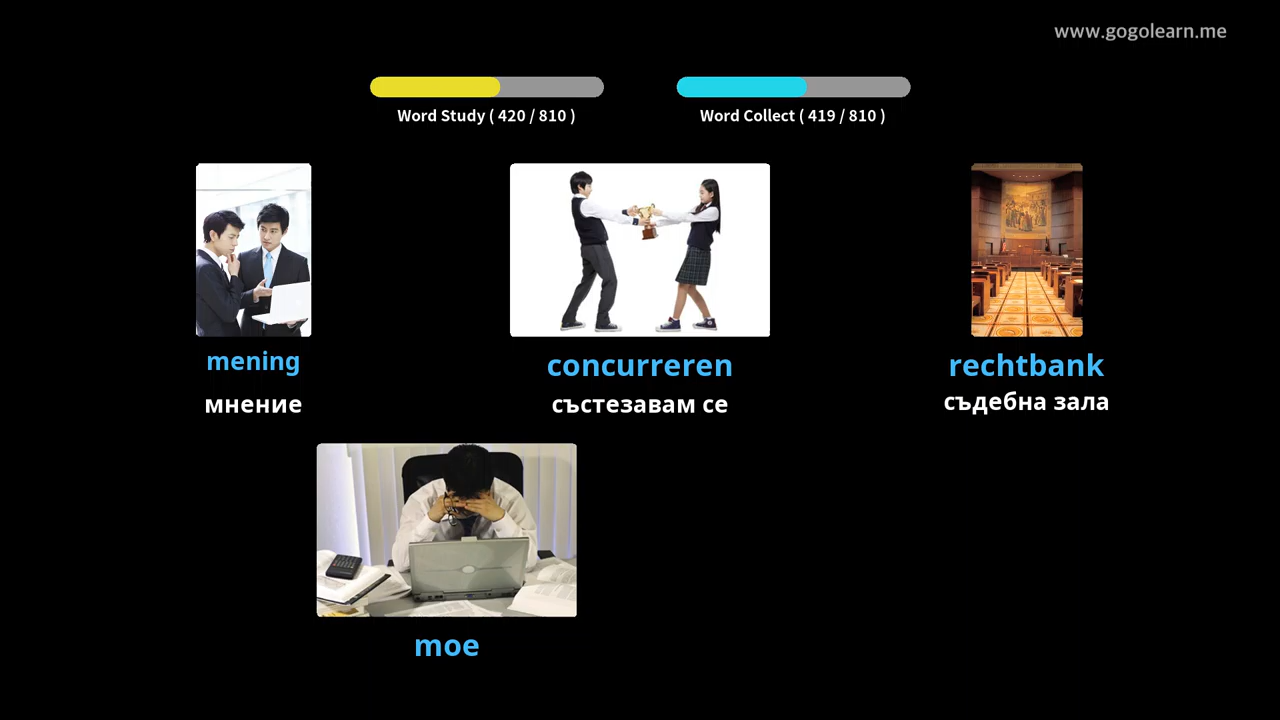 www.gogolearn.me
Word Study ( 420 / 810 )
Word Collect ( 419 / 810 )
mening
concurreren
rechtbank
мнение
състезавам се
съдебна зала
moe